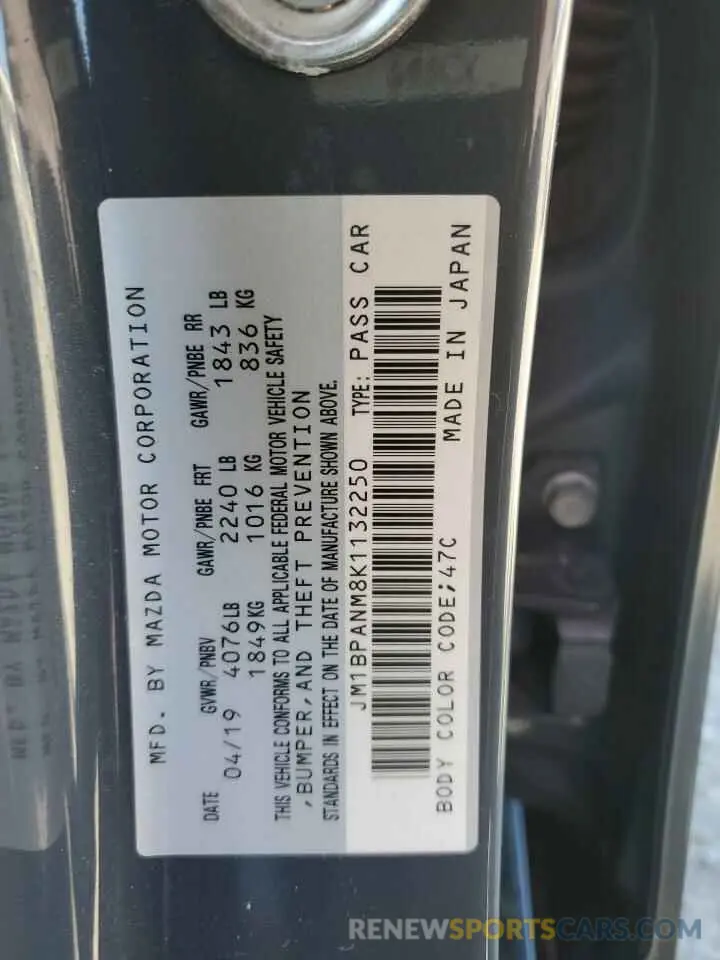 MFD. BY MAZDA MOTOR CORPORATION
DATE GVWR/PNBV GAWR/PNBE FRT GAWR/PNBE RR
04/19 4076LB 2240 LB 1843 LB
1849KG 1016 KG 836 KG
THIS VEHICLE CONFORMS TO ALL APPLICABLE FEDERAL MOTOR VEHICLE SAFETY
,BUMPER,AND THEFT PREVENTION
STANDARDS IN EFFECT ON THE DATE OF MANUFACTURE SHOWN ABOVE.
JM1BPANM8K1132250 TYPE: PASS CAR
BODY COLOR CODE;47C MADE IN JAPAN
RENEWSPORTSCARS.COM